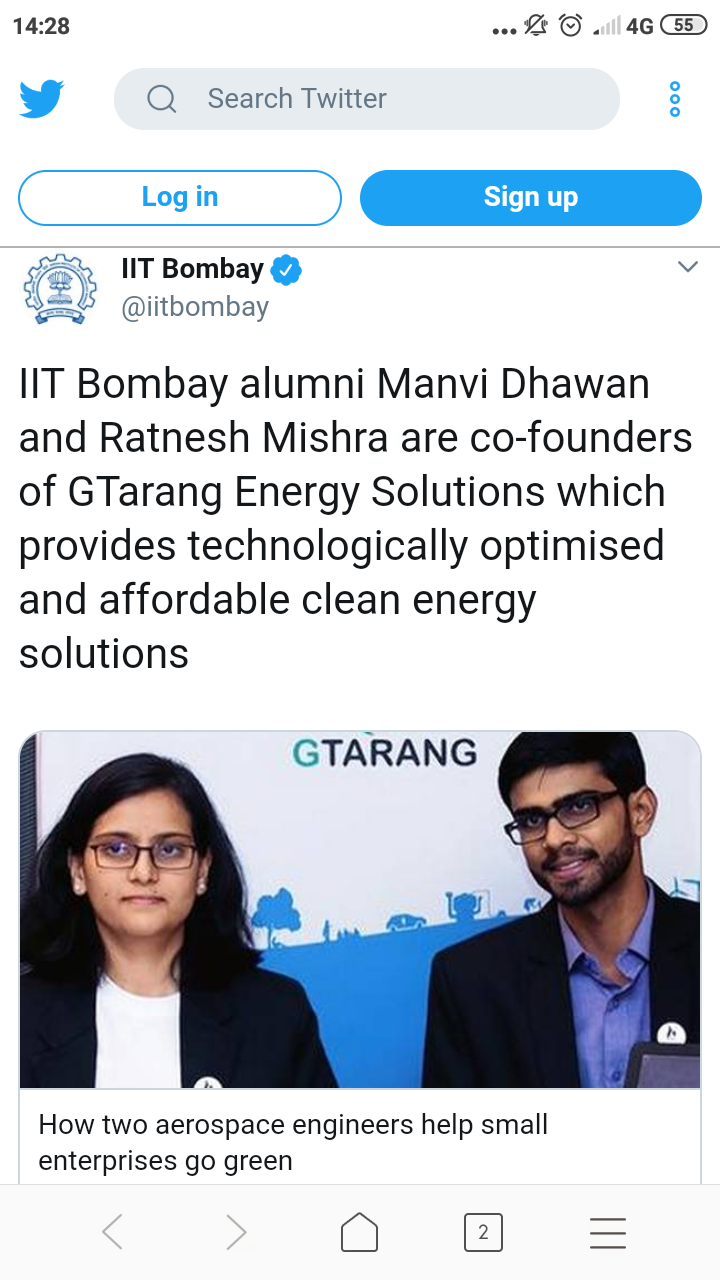 14:28
4G 55
Search Twitter
Log in Sign up
IIT Bombay
@iitbombay
IIT Bombay alumni Manvi Dhawan
and Ratnesh Mishra are co-founders
of GTarang Energy Solutions which
provides technologically optimised
and affordable clean energy
solutions
GTARANG
How two aerospace engineers help small
enterprises go green
2